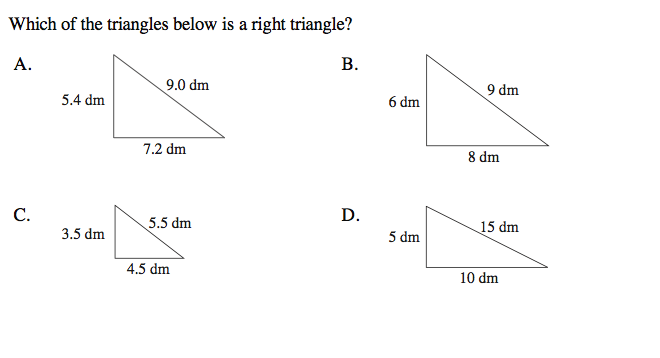 Which of the triangles below is a right triangle?
A. B.
9.0 dm 9 dm
5.4 dm 6 dm
7.2 dm 8 dm
C. D.
5.5 dm 15 dm
3.5 dm 5 dm
4.5 dm 10 dm